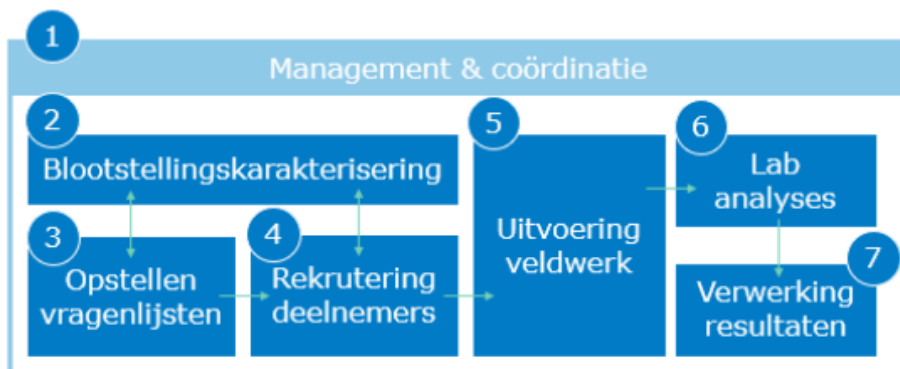 1
Management & coördinatie
2
Blootstellingskarakterisering
3
Opstellen
vragenlijsten
4
Rekrutering
deelnemers
5
Uitvoering
veldwerk
6
Lab
analyses
7
Verwerking
resultaten